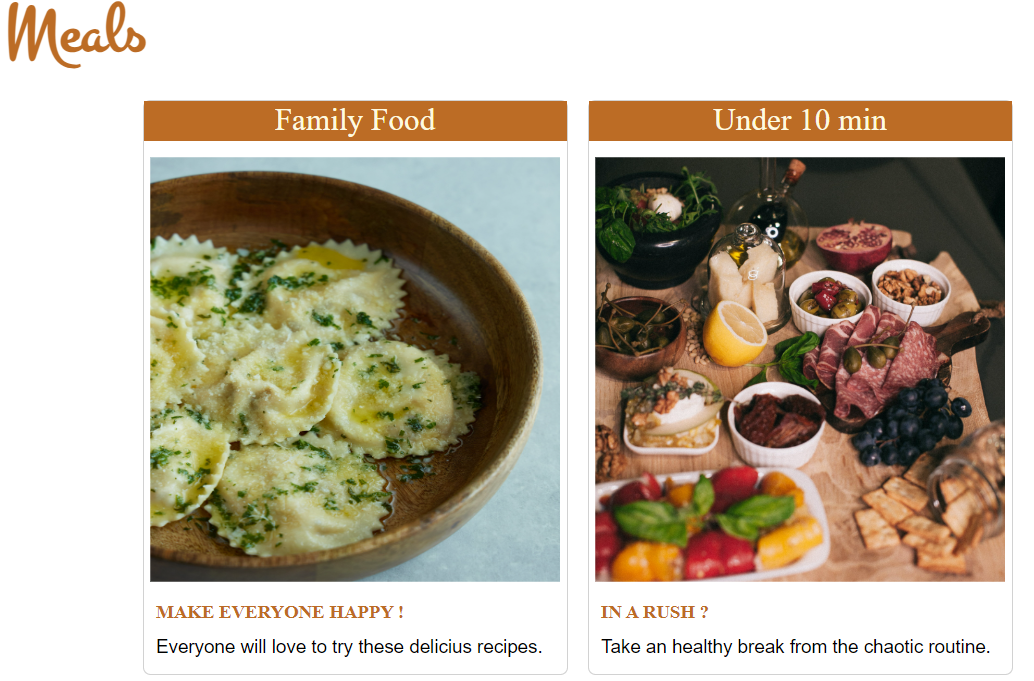 Meals
Family Food
Under 10 min
MAKE EVERYONE HAPPY !
Everyone will love to try these delicius recipes.
IN A RUSH ?
Take an healthy break from the chaotic routine.